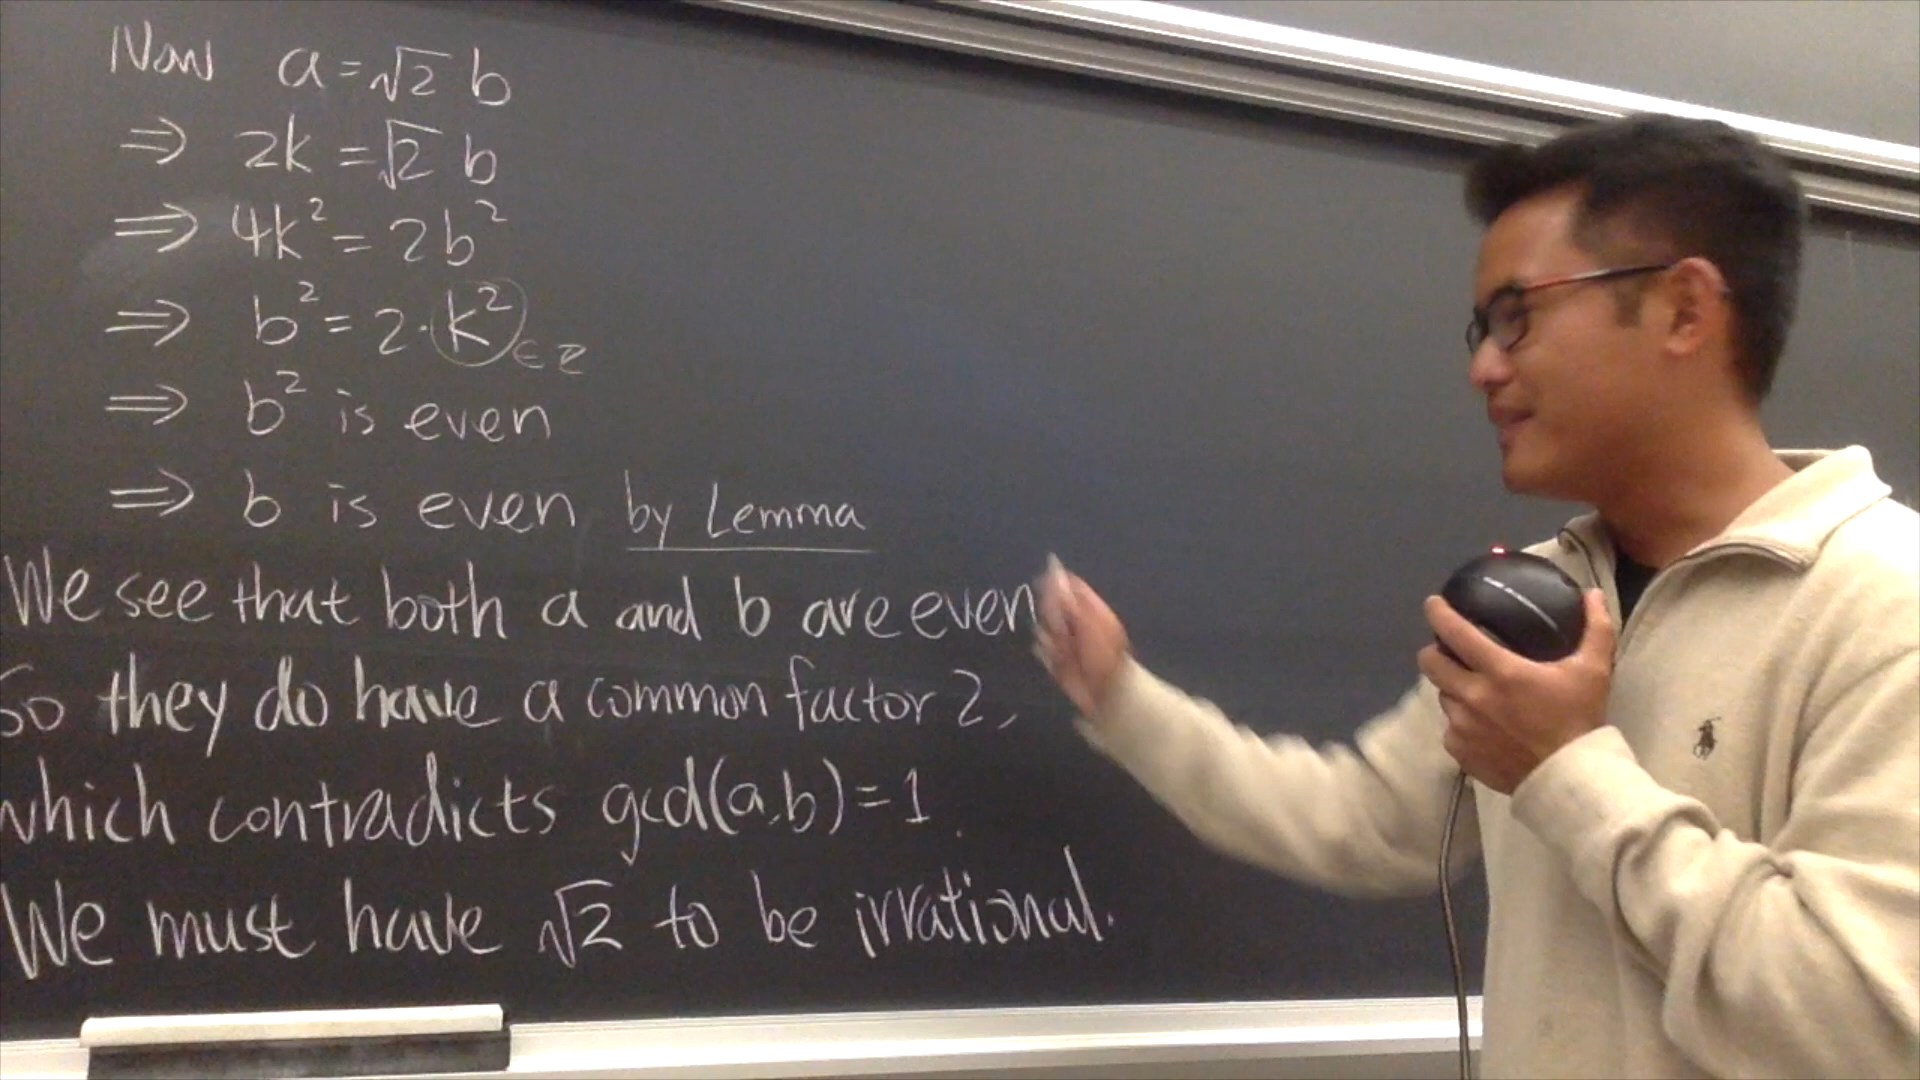 Now a = √2 b
⇒ 2k = √2 b
⇒ 4k² = 2b²
⇒ b² = 2·k² ∈ Z
⇒ b² is even
⇒ b is even by Lemma
We see that both a and b are even
So they do have a common factor 2,
which contradicts gcd(a,b)=1.
We must have √2 to be irrational.